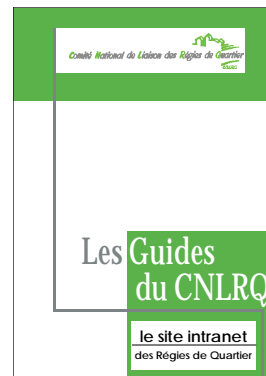 Comité National de Liaison des Régies de Quartier
Les Guides
du CNLRQ
le site intranet
des Régies de Quartier